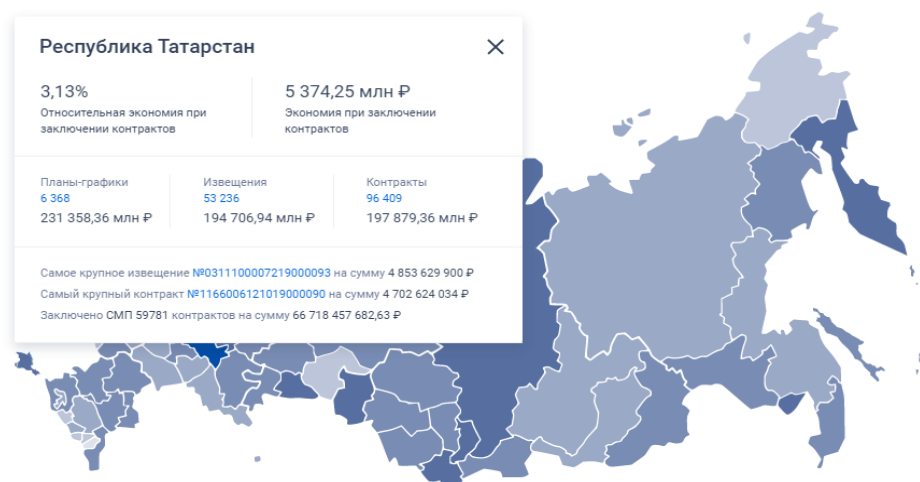 Республика Татарстан
3,13%
Относительная экономия при
заключении контрактов
5 374,25 млн ₽
Экономия при заключении
контрактов
Планы-графики
6 368
231 358,36 млн ₽
Извещения
53 236
194 706,94 млн ₽
Контракты
96 409
197 879,36 млн ₽
Самое крупное извещение №0311100007219000093 на сумму 4 853 629 900 ₽
Самый крупный контракт №1166006121019000090 на сумму 4 702 624 034 ₽
Заключено СМП 59781 контрактов на сумму 66 718 457 682,63 ₽